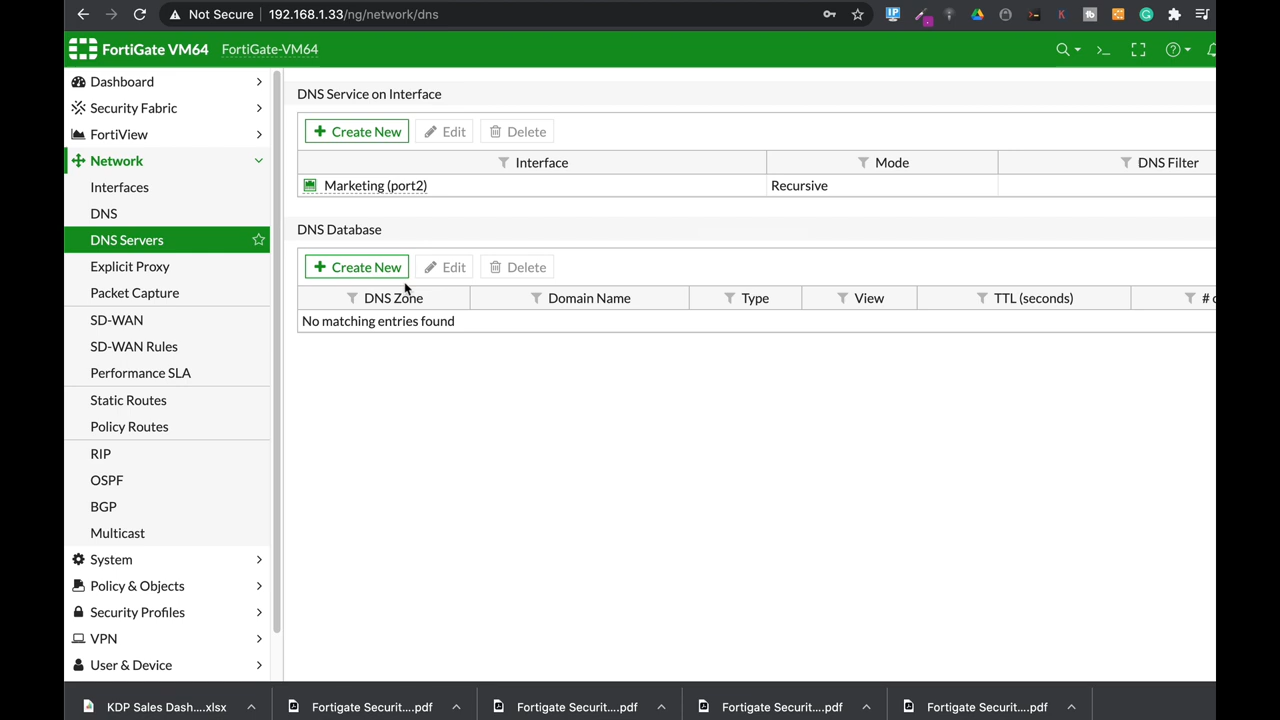 Not Secure | 192.168.1.33/ng/network/dns
FortiGate VM64 FortiGate-VM64
Dashboard
Security Fabric
FortiView
Network
Interfaces
DNS
DNS Servers
Explicit Proxy
Packet Capture
SD-WAN
SD-WAN Rules
Performance SLA
Static Routes
Policy Routes
RIP
OSPF
BGP
Multicast
System
Policy & Objects
Security Profiles
VPN
User & Device
DNS Service on Interface
+ Create New Edit Delete
Interface Mode DNS Filter
Marketing (port2) Recursive
DNS Database
+ Create New Edit Delete
DNS Zone Domain Name Type View TTL (seconds) #
No matching entries found
KDP Sales Dash....xlsx Fortigate Securit....pdf Fortigate Securit....pdf Fortigate Securit....pdf Fortigate Securit....pdf